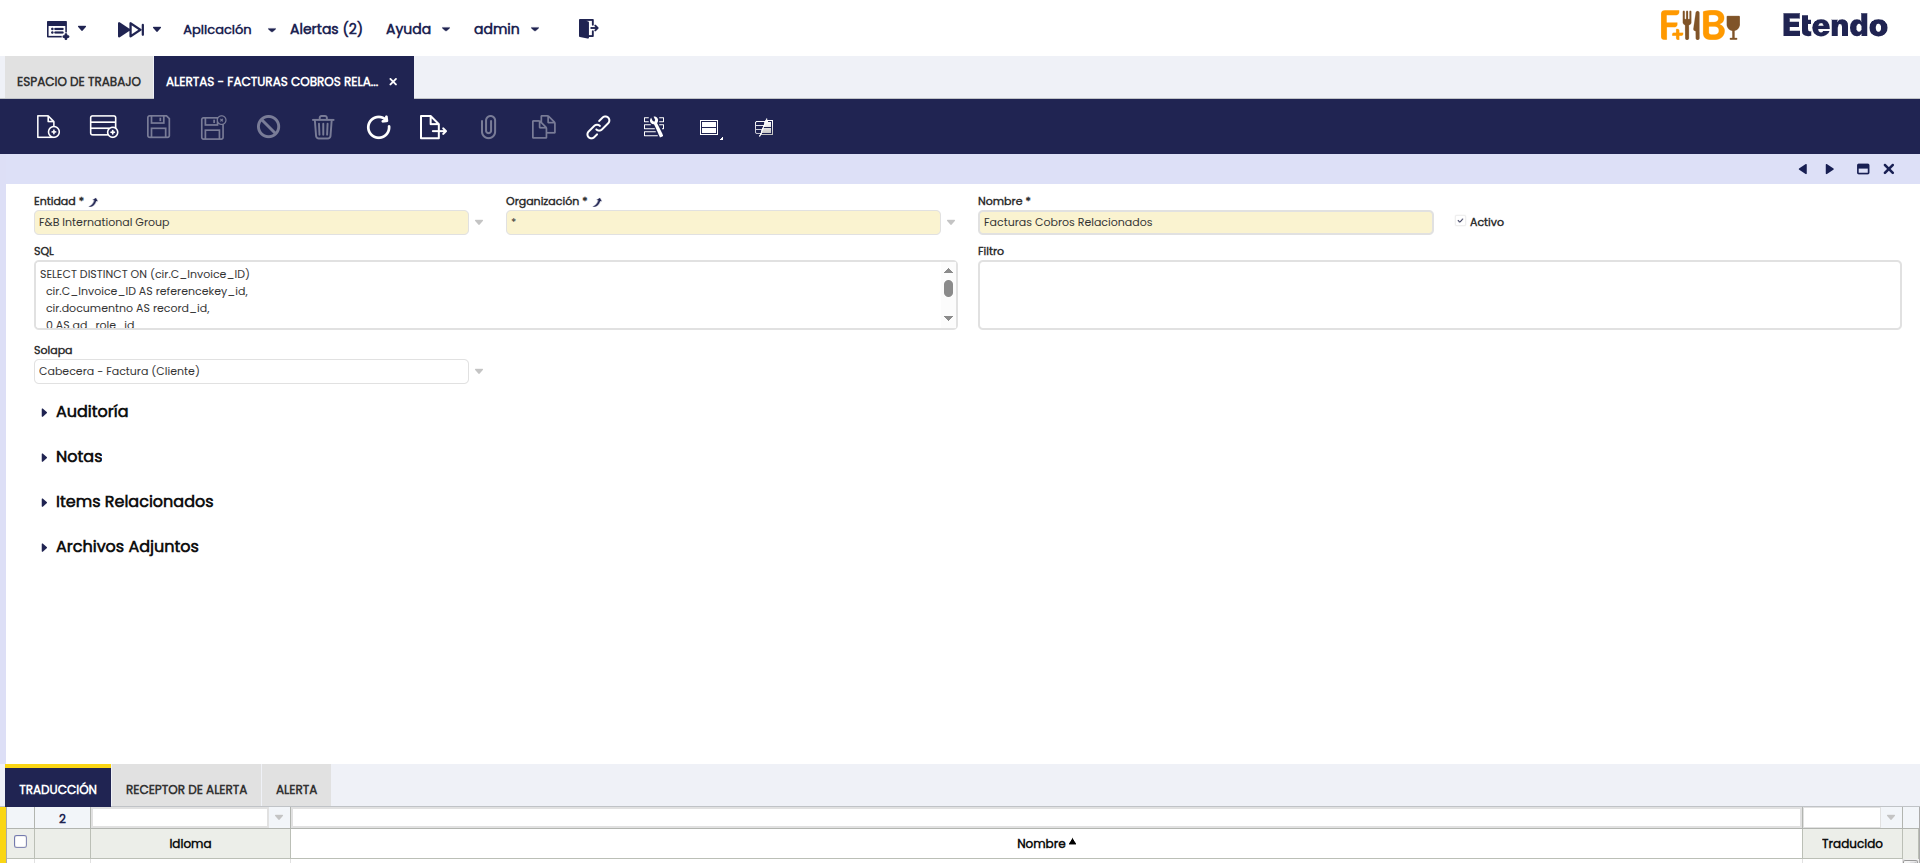 Aplicación
Alertas (2)
Ayuda
admin
F&B
Etendo
ESPACIO DE TRABAJO
ALERTAS - FACTURAS COBROS RELA...
Entidad *
Organización *
Nombre *
F&B International Group
*
Facturas Cobros Relacionados
Activo
SQL
Filtro
SELECT DISTINCT ON (cir.C_Invoice_ID)
cir.C_Invoice_ID AS referencekey_id,
cir.documentno AS record_id,
0 AS ad_role_id
Solapa
Cabecera - Factura (Cliente)
Auditoría
Notas
Items Relacionados
Archivos Adjuntos
TRADUCCIÓN
RECEPTOR DE ALERTA
ALERTA
2
Idioma
Nombre
Traducido